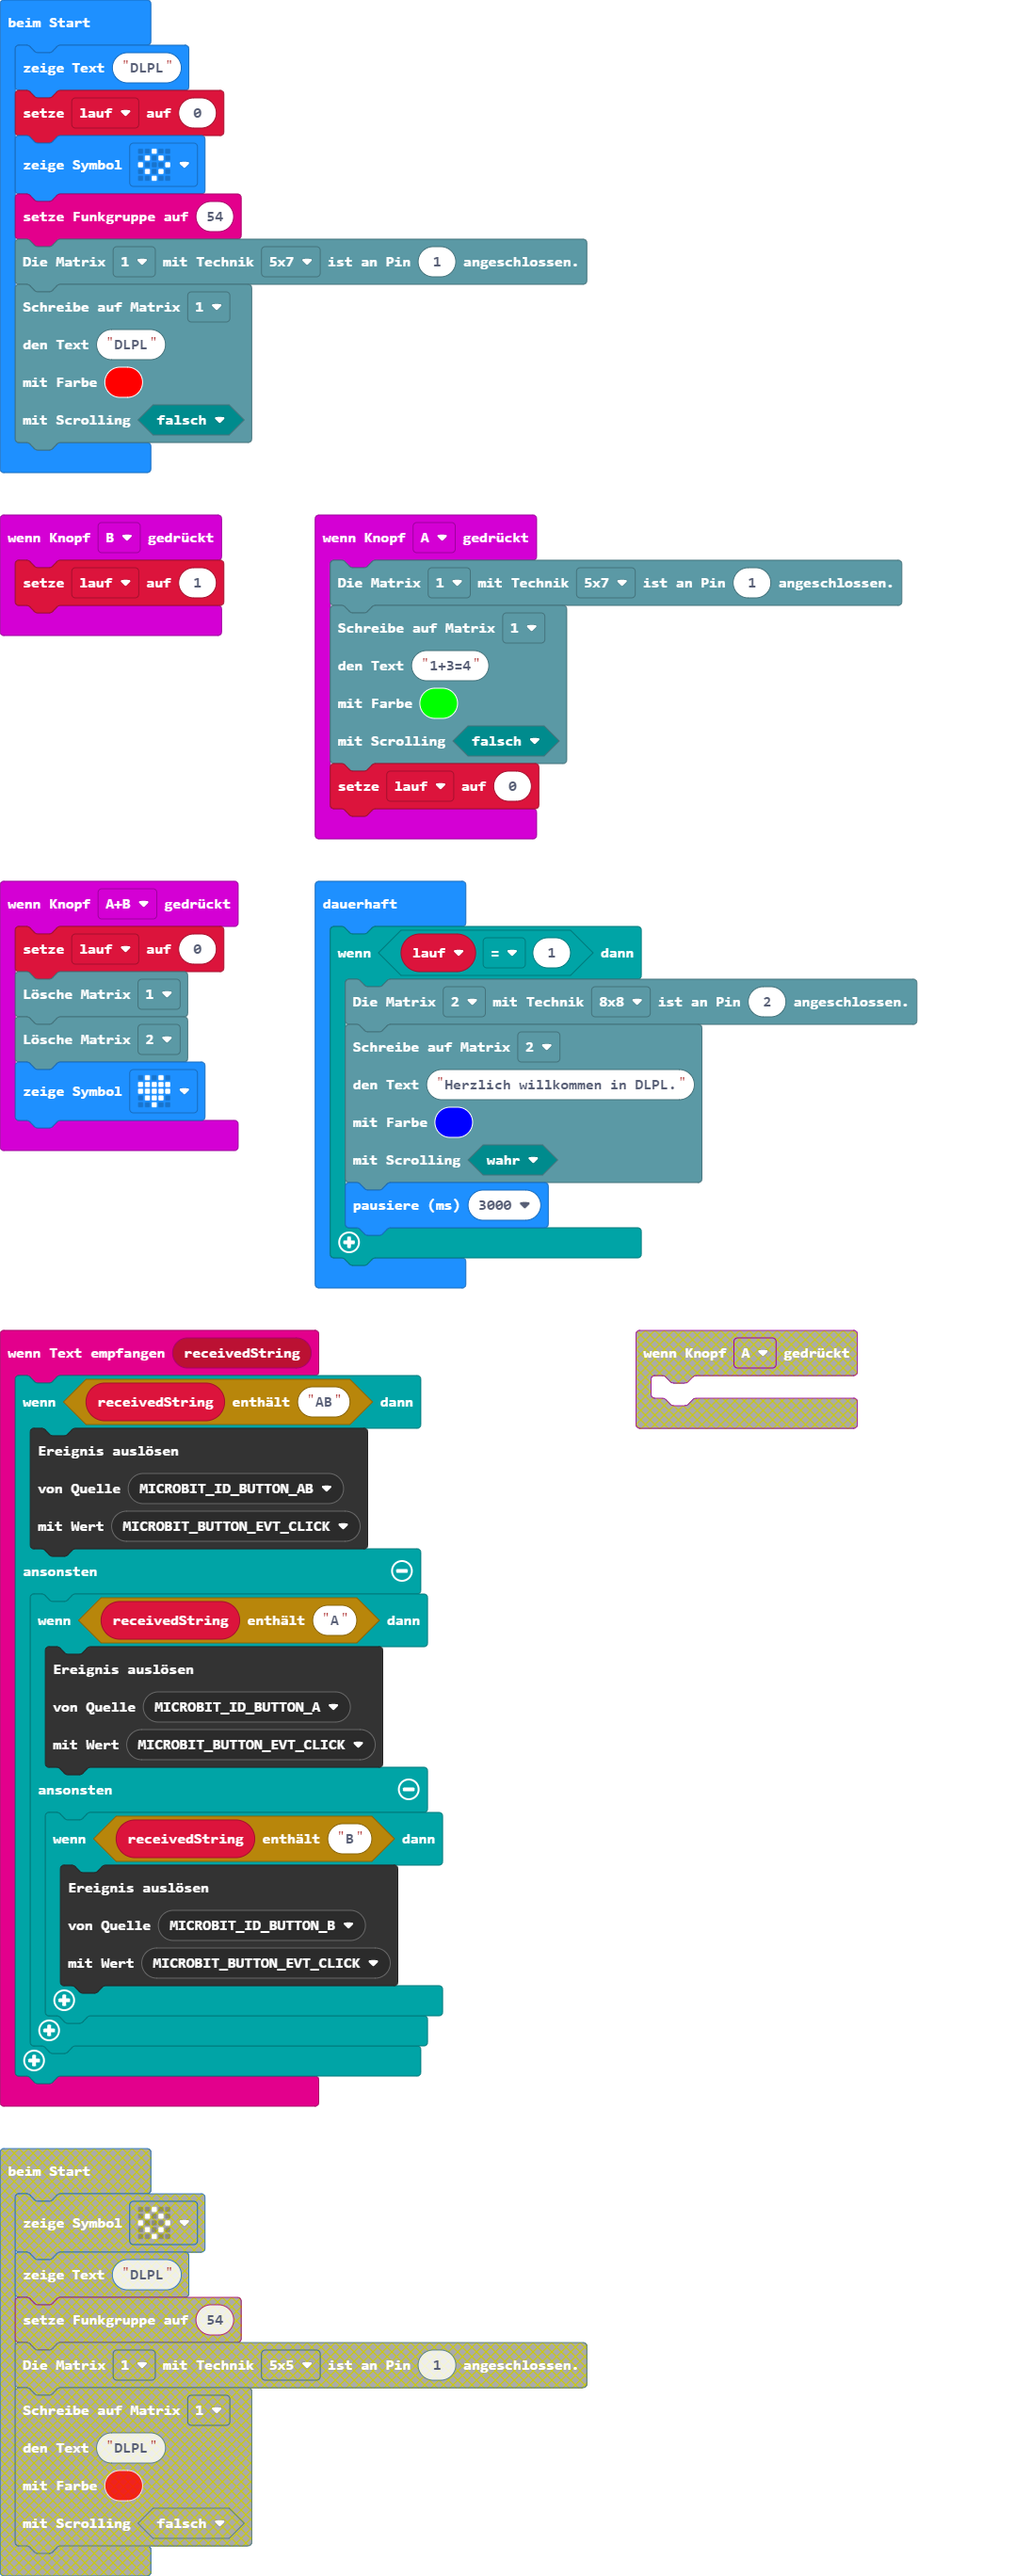 beim Start
zeige Text "DLPL"
setze lauf auf 0
zeige Symbol
setze Funkgruppe auf 54
Die Matrix 1 mit Technik 5x7 ist an Pin 1 angeschlossen.
Schreibe auf Matrix 1
den Text "DLPL"
mit Farbe
mit Scrolling falsch
wenn Knopf B gedrückt
setze lauf auf 1
wenn Knopf A gedrückt
Die Matrix 1 mit Technik 5x7 ist an Pin 1 angeschlossen.
Schreibe auf Matrix 1
den Text "1+3=4"
mit Farbe
mit Scrolling falsch
setze lauf auf 0
wenn Knopf A+B gedrückt
setze lauf auf 0
Lösche Matrix 1
Lösche Matrix 2
zeige Symbol
dauerhaft
wenn lauf = 1 dann
Die Matrix 2 mit Technik 8x8 ist an Pin 2 angeschlossen.
Schreibe auf Matrix 2
den Text "Herzlich willkommen in DLPL."
mit Farbe
mit Scrolling wahr
pausiere (ms) 3000
wenn Text empfangen receivedString
wenn receivedString enthält "AB" dann
Ereignis auslösen
von Quelle MICROBIT_ID_BUTTON_AB
mit Wert MICROBIT_BUTTON_EVT_CLICK
ansonsten
wenn receivedString enthält "A" dann
Ereignis auslösen
von Quelle MICROBIT_ID_BUTTON_A
mit Wert MICROBIT_BUTTON_EVT_CLICK
ansonsten
wenn receivedString enthält "B" dann
Ereignis auslösen
von Quelle MICROBIT_ID_BUTTON_B
mit Wert MICROBIT_BUTTON_EVT_CLICK
wenn Knopf A gedrückt
beim Start
zeige Symbol
zeige Text "DLPL"
setze Funkgruppe auf 54
Die Matrix 1 mit Technik 5x5 ist an Pin 1 angeschlossen.
Schreibe auf Matrix 1
den Text "DLPL"
mit Farbe
mit Scrolling falsch